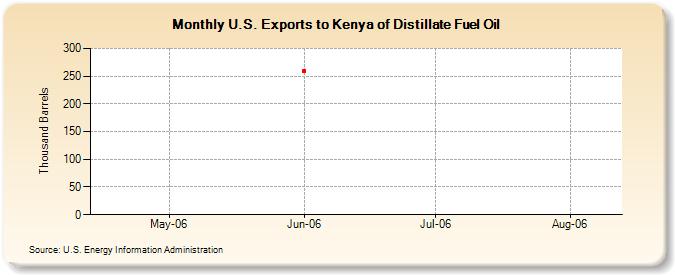 Monthly U.S. Exports to Kenya of Distillate Fuel Oil
Thousand Barrels
300
250
200
150
100
50
0
May-06 Jun-06 Jul-06 Aug-06
Source: U.S. Energy Information Administration